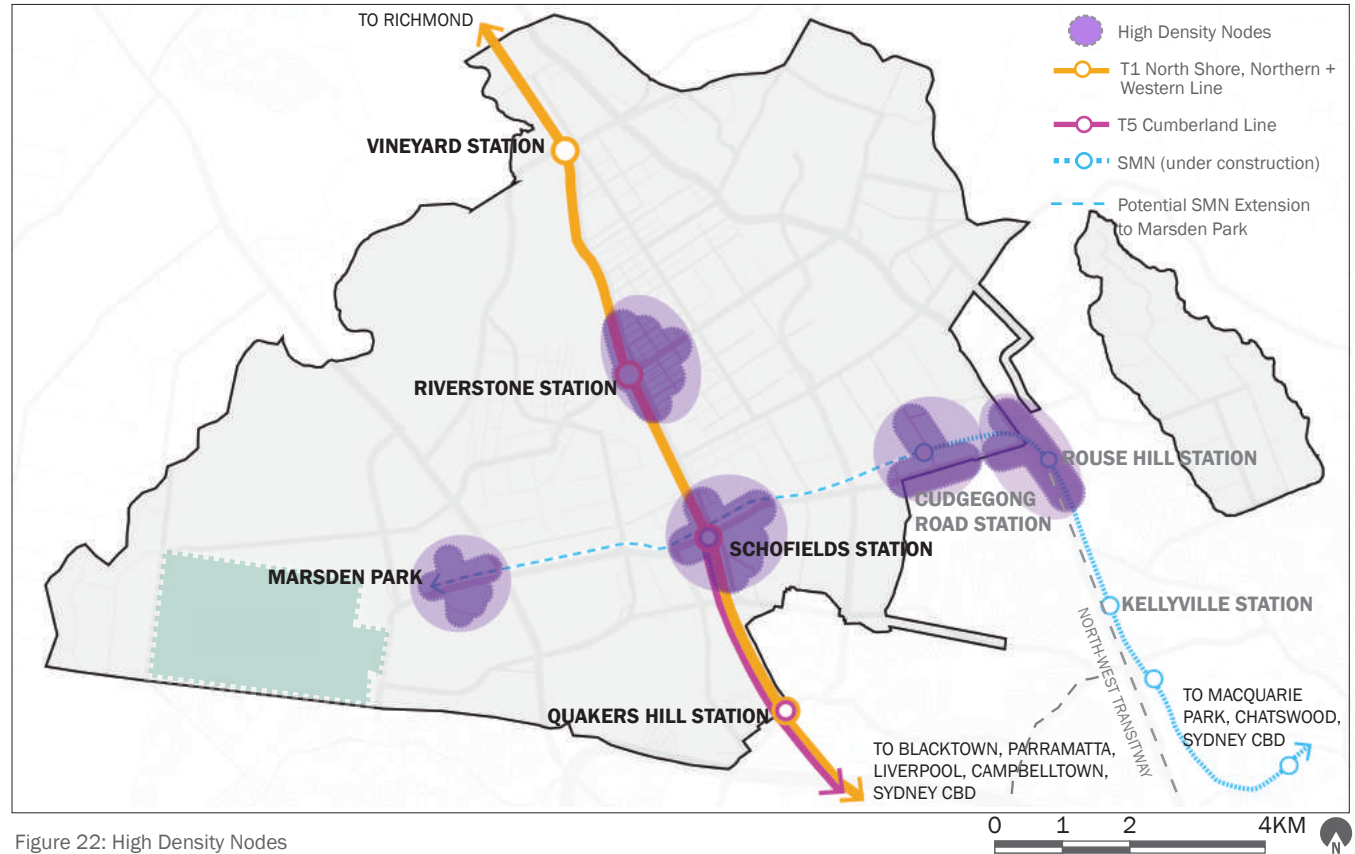 TO RICHMOND
High Density Nodes
T1 North Shore, Northern +
Western Line
T5 Cumberland Line
SMN (under construction)
Potential SMN Extension
to Marsden Park
VINEYARD STATION
RIVERSTONE STATION
ROUSE HILL STATION
CUDGEGONG
ROAD STATION
SCHOFIELDS STATION
MARSDEN PARK
KELLYVILLE STATION
NORTH-WEST TRANSITWAY
QUAKERS HILL STATION
TO MACQUARIE
PARK, CHATSWOOD,
SYDNEY CBD
TO BLACKTOWN, PARRAMATTA,
LIVERPOOL, CAMPBELLTOWN,
SYDNEY CBD
Figure 22: High Density Nodes
0 1 2 4KM
N